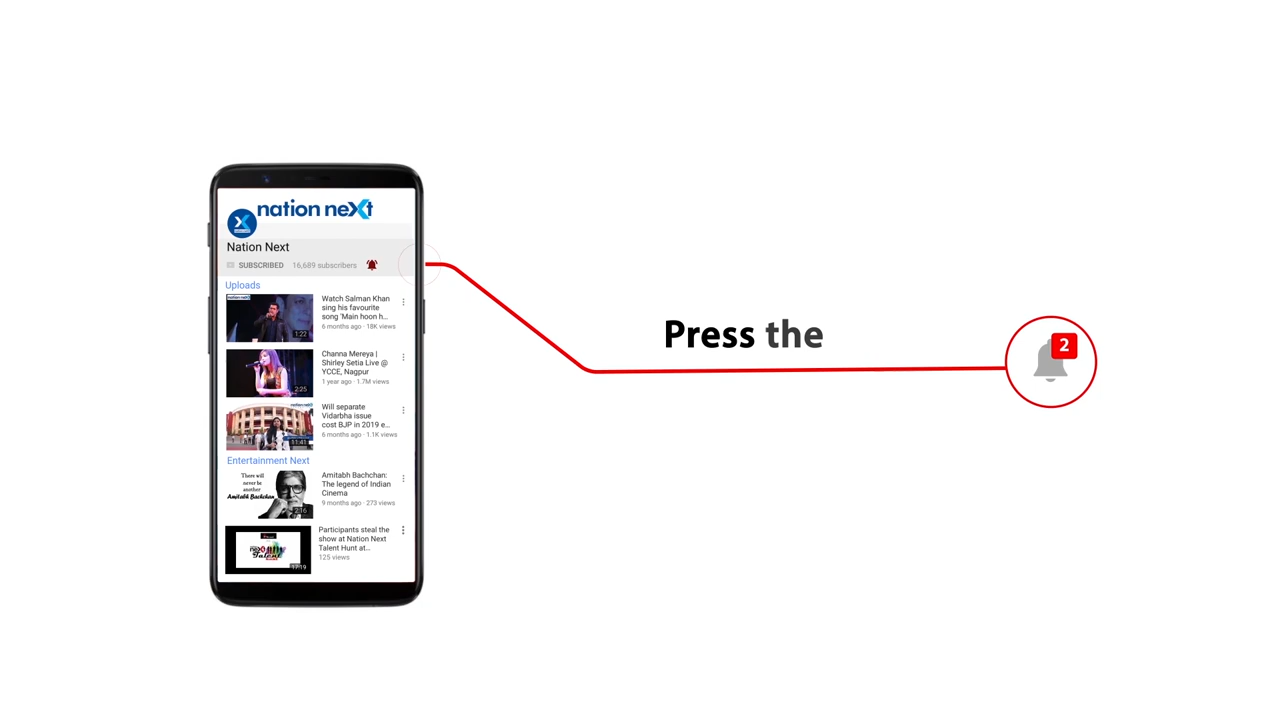 nation neXt
Nation Next
SUBSCRIBED 16,689 subscribers
Uploads
Watch Salman Khan
sing his favourite
song 'Main hoon h...
6 months ago · 18K views
1:22
Channa Mereya |
Shirley Setia Live @
YCCE, Nagpur
1 year ago · 1.7M views
2:25
Will separate
Vidarbha issue
cost BJP in 2019 e...
6 months ago · 1.1K views
11:41
Entertainment Next
There will
never be
another
Amitabh Bachchan
2:16
Amitabh Bachchan:
The legend of Indian
Cinema
9 months ago · 273 views
Participants steal the
show at Nation Next
Talent Hunt at...
125 views
17:19
Press the
2